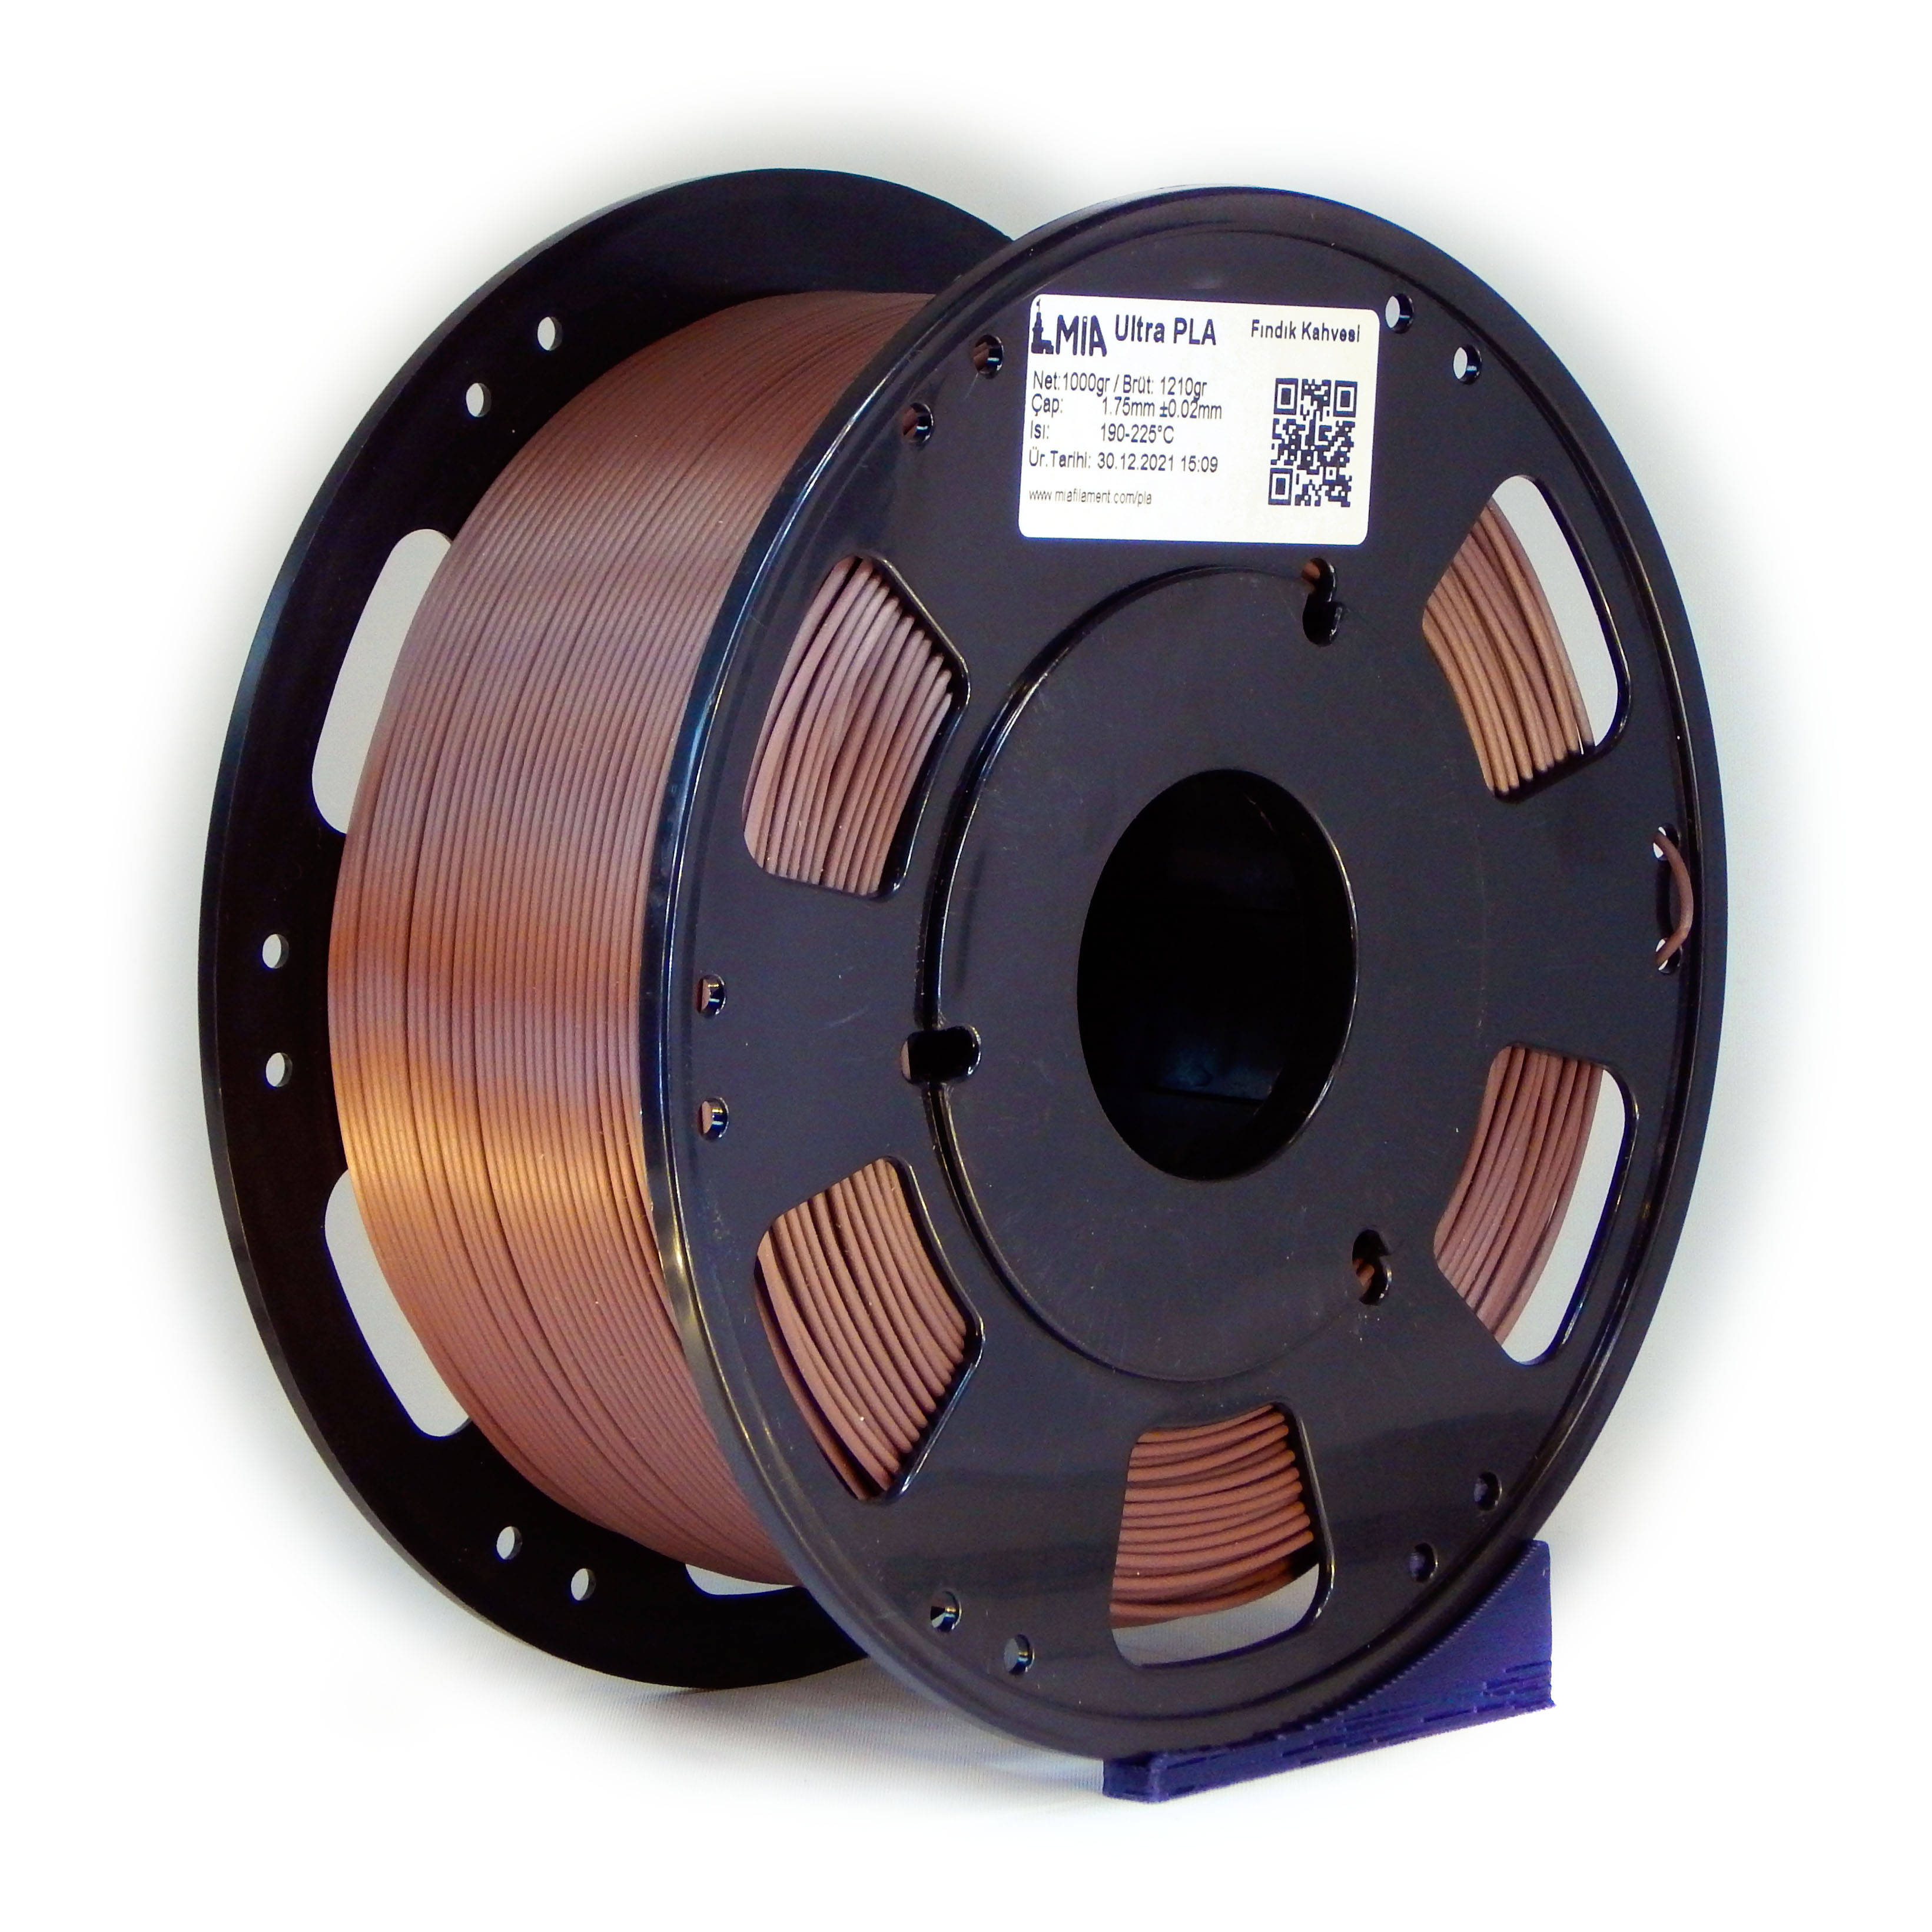 MİA Ultra PLA Fındık Kahvesi
Net:1000gr / Brüt: 1210gr
Çap: 1.75mm ±0.02mm
Isı: 190-225°C
Ür.Tarihi: 30.12.2021 15:09
www.miafilament.com/pla